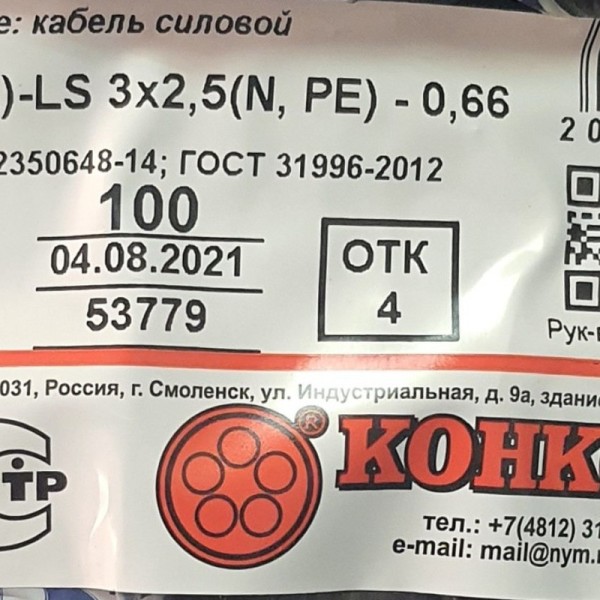 е: кабель силовой
)-LS 3x2,5(N, PE) - 0,66
2350648-14; ГОСТ 31996-2012
100
04.08.2021
53779
ОТК
4
20
Рук-
031, Россия, г. Смоленск, ул. Индустриальная, д. 9а, здание
ТР
®
КОНК
тел.: +7(4812) 31
e-mail: mail@nym.